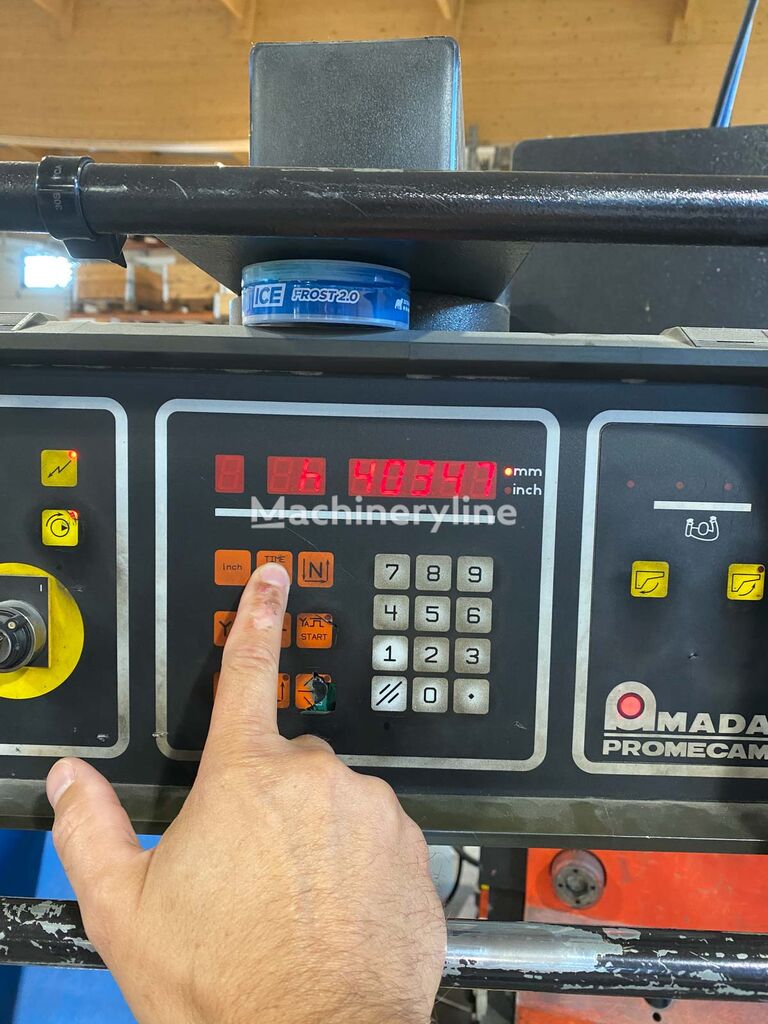 ICE FROST 2.0
h 40347
mm
inch
Machineryline
inch
TIME
N
7 8 9
4 5 6
START
1 2 3
0 .
AMADA
PROMECAM